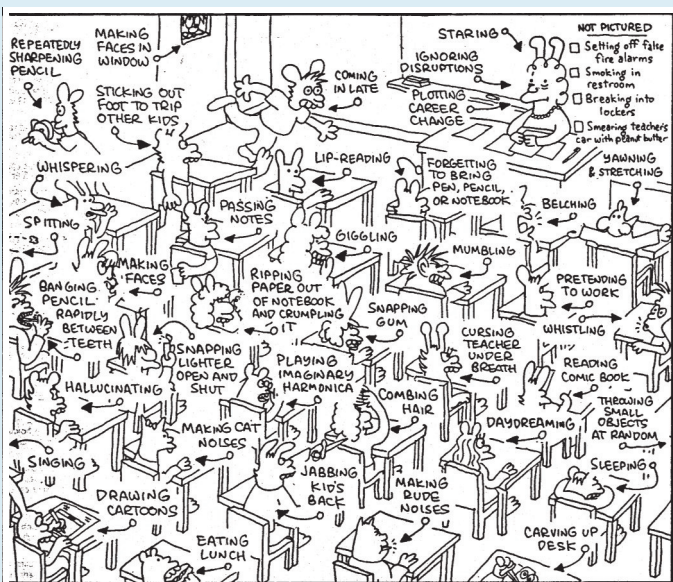 REPEATEDLY
SHARPENING
PENCIL
MAKING
FACES IN
WINDOW
STICKING OUT
FOOT TO TRIP
OTHER KIDS
COMING
IN LATE
STARING
IGNORING
DISRUPTIONS
PLOTTING
CAREER
CHANGE
NOT PICTURED
Setting off false
fire alarms
Smoking in
restroom
Breaking into
lockers
Smearing teacher's
car with peanut butter
WHISPERING
LIP-READING
FORGETTING
TO BRING
PEN, PENCIL,
OR NOTEBOOK
YAWNING
& STRETCHING
SPITTING
PASSING
NOTES
GIGGLING
MUMBLING
BELCHING
BANGING
PENCIL
RAPIDLY
BETWEEN
TEETH
MAKING
FACES
RIPPING
PAPER OUT
OF NOTEBOOK
AND CRUMPLING
IT
SNAPPING
GUM
PRETENDING
TO WORK
WHISTLING
HALLUCINATING
SNAPPING
LIGHTER
OPEN AND
SHUT
PLAYING
IMAGINARY
HARMONICA
CURSING
TEACHER
UNDER
BREATH
READING
COMIC BOOK
THROWING
SMALL
OBJECTS
AT RANDOM
SINGING
MAKING CAT
NOISES
COMBING
HAIR
DAYDREAMING
SLEEPING
DRAWING
CARTOONS
EATING
LUNCH
JABBING
KID'S
BACK
MAKING
RUDE
NOISES
CARVING UP
DESK